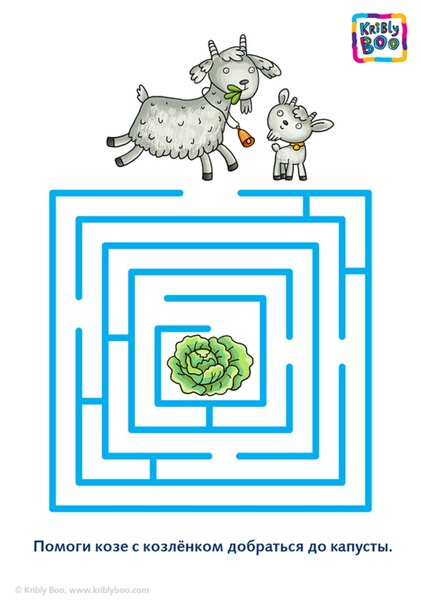 KRIBLY
BOO
Помоги козе с козлёнком добраться до капусты.
© Kribly Boo, www.kriblyboo.com